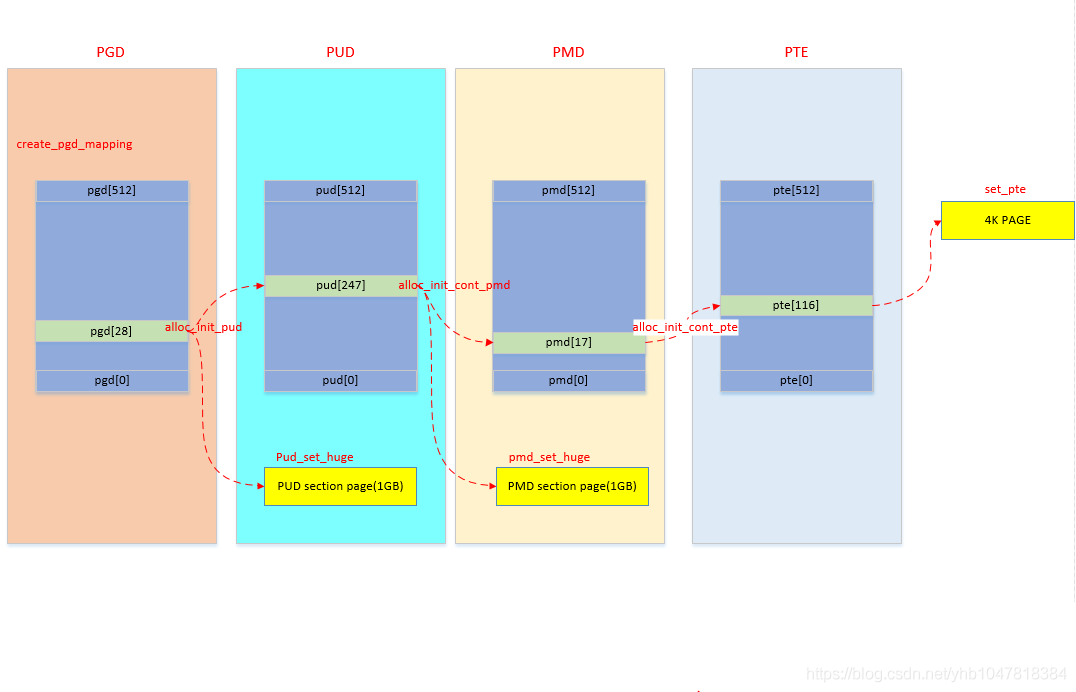 PGD
PUD
PMD
PTE
create_pgd_mapping
pgd[512]
pud[512]
pmd[512]
pte[512]
set_pte
4K PAGE
pud[247]
alloc_init_cont_pmd
pte[116]
pgd[28]
alloc_init_pud
alloc_init_cont_pte
pmd[17]
pgd[0]
pud[0]
pmd[0]
pte[0]
Pud_set_huge
pmd_set_huge
PUD section page(1GB)
PMD section page(1GB)
https://blog.csdn.net/yhb1047818384